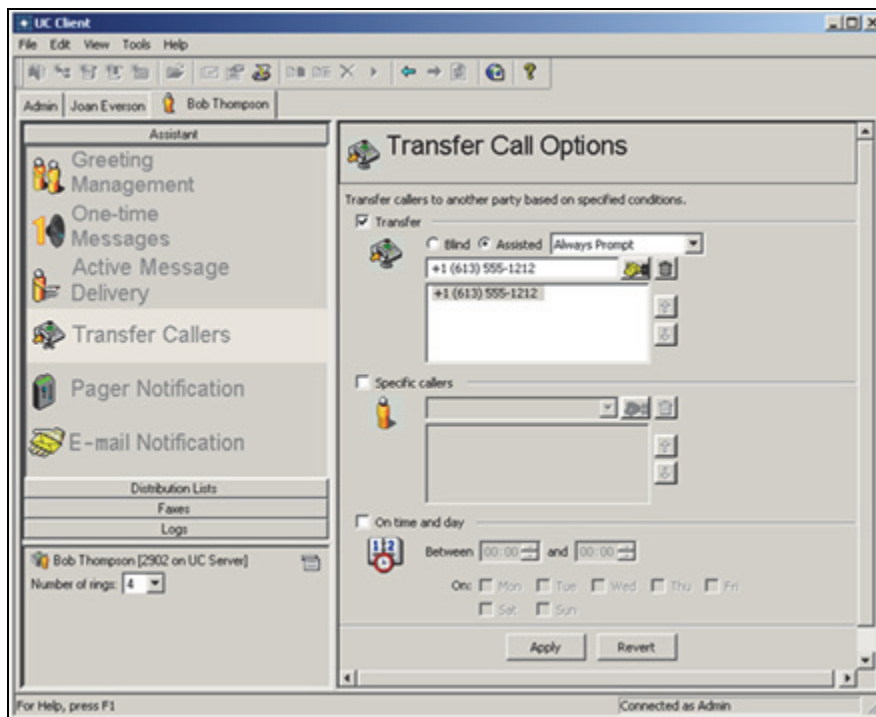 UC Client
File Edit View Tools Help
Admin Joan Everson Bob Thompson
Assistant
Greeting
Management
One-time
Messages
Active Message
Delivery
Transfer Callers
Pager Notification
E-mail Notification
Distribution Lists
Faxes
Logs
Bob Thompson [2902 on UC Server]
Number of rings: 4
Transfer Call Options
Transfer callers to another party based on specified conditions.
Transfer
Blind Assisted Always Prompt
+1 (613) 555-1212
+1 (613) 555-1212
Specific callers
On time and day
Between 00:00 and 00:00
On: Mon Tue Wed Thu Fri
Sat Sun
Apply Revert
For Help, press F1
Connected as Admin